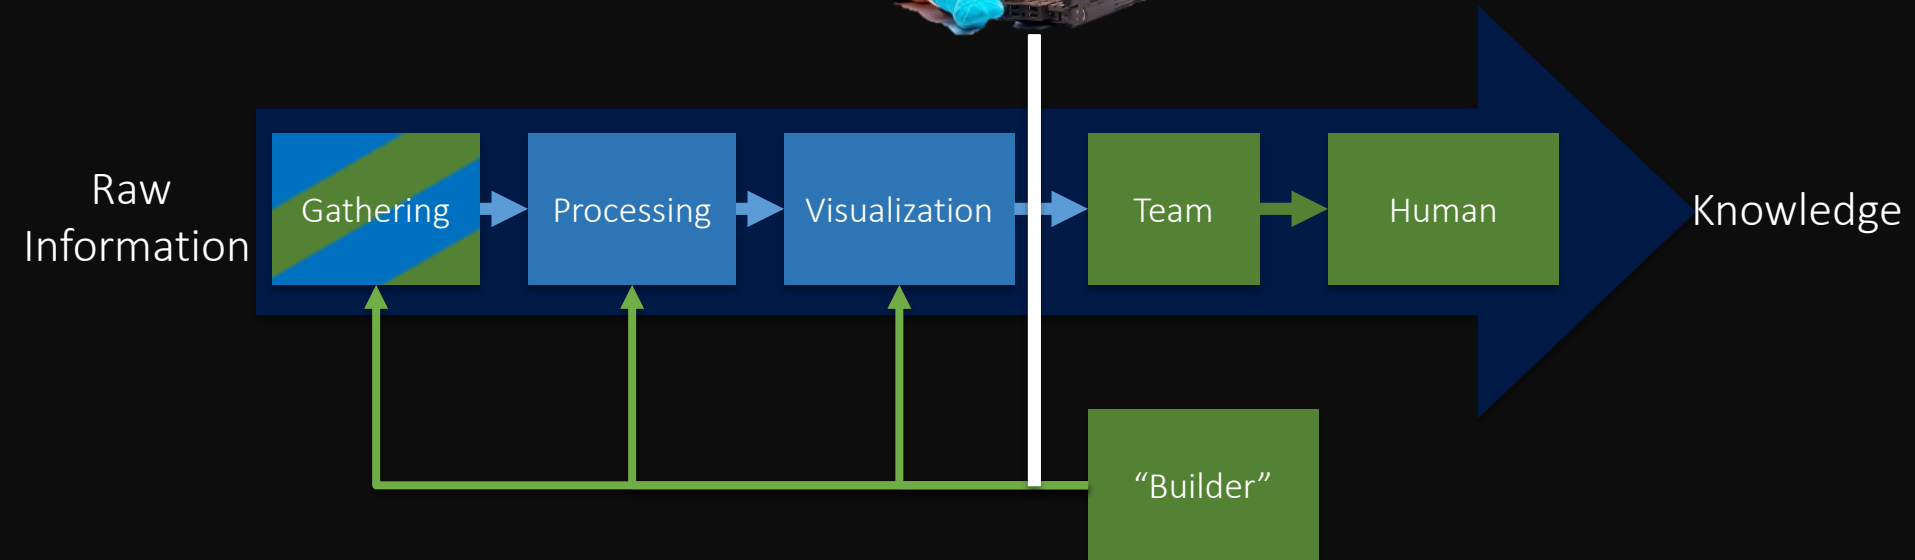 Raw
Information
Gathering
Processing
Visualization
Team
Human
Knowledge
“Builder”